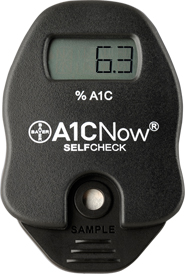 6.3
% A1C
BAYER A1CNow®
SELFCHECK
SAMPLE